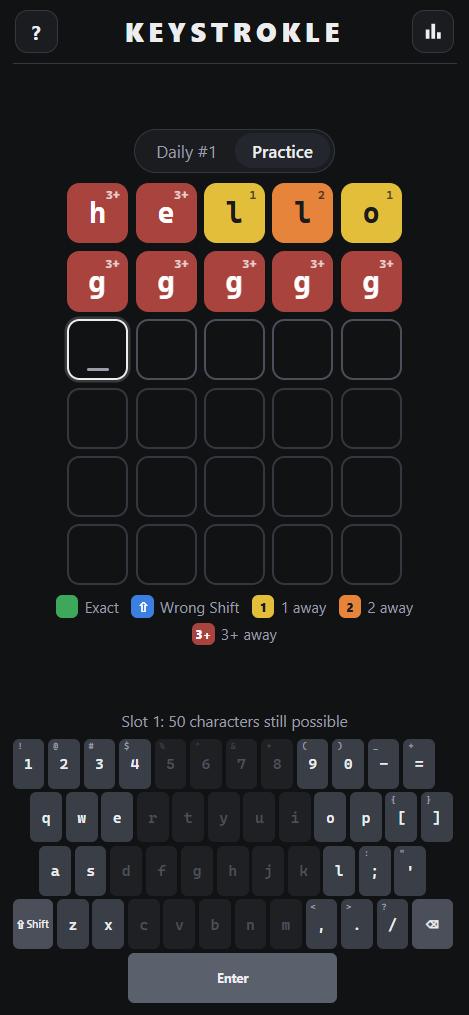 ? KEYSTROKLE
Daily #1 Practice
h 3+ e 3+ l 1 l 2 o 1
g 3+ g 3+ g 3+ g 3+ g 3+
_
Exact ⇧ Wrong Shift 1 1 away 2 2 away
3+ 3+ away
Slot 1: 50 characters still possible
! 1 @ 2 # 3 $ 4 % 5 ^ 6 & 7 * 8 ( 9 ) 0 _ - + =
q w e r t y u i o p { [ } ]
a s d f g h j k l : ; " '
⇧ Shift z x c v b n m < , > . ? / ⌫
Enter